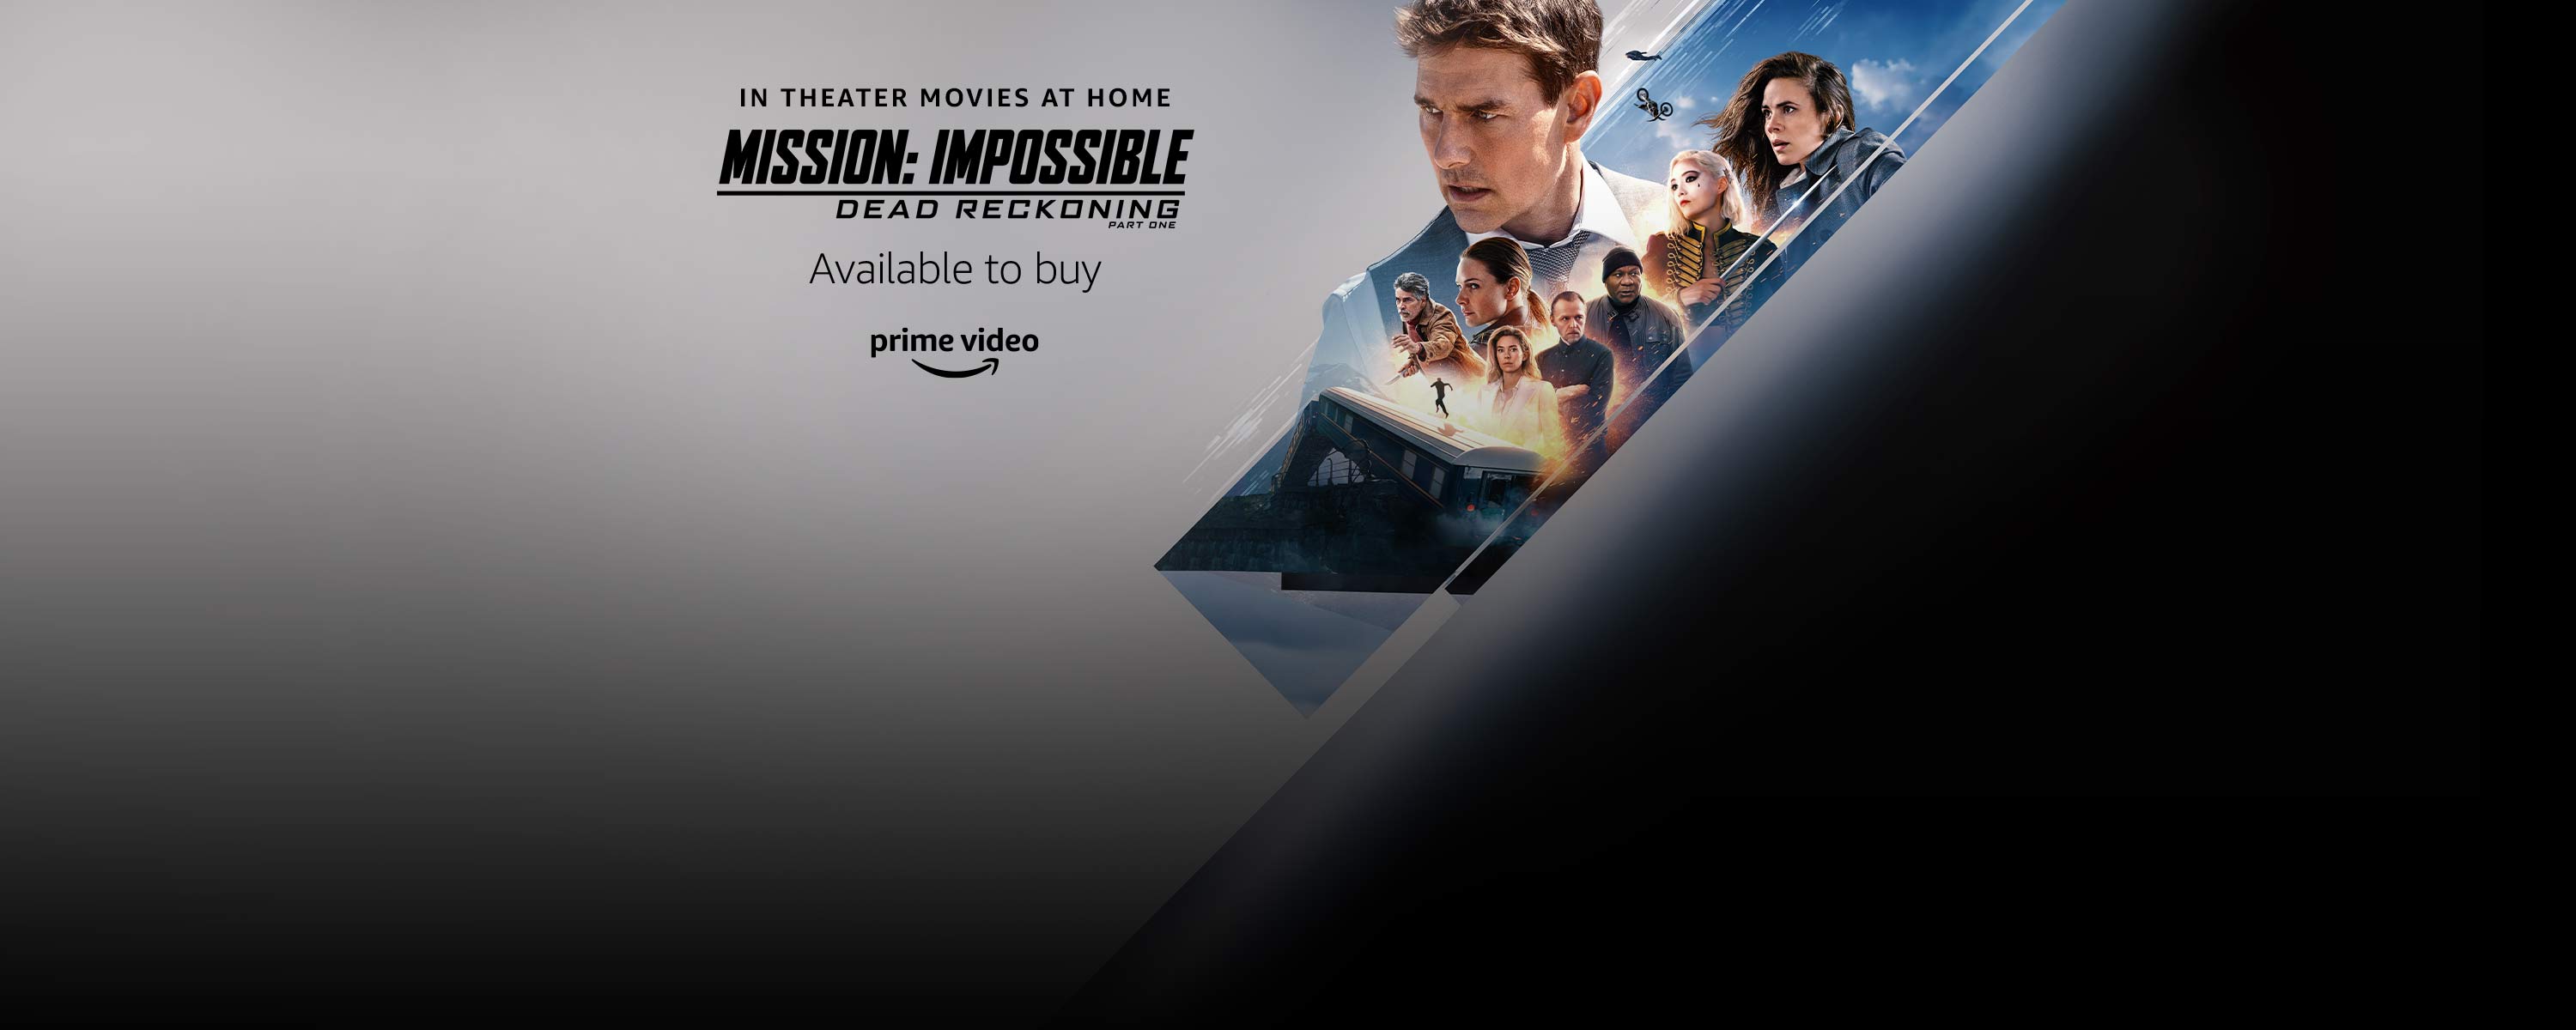 IN THEATER MOVIES AT HOME
MISSION: IMPOSSIBLE
DEAD RECKONING
PART ONE
Available to buy
prime video